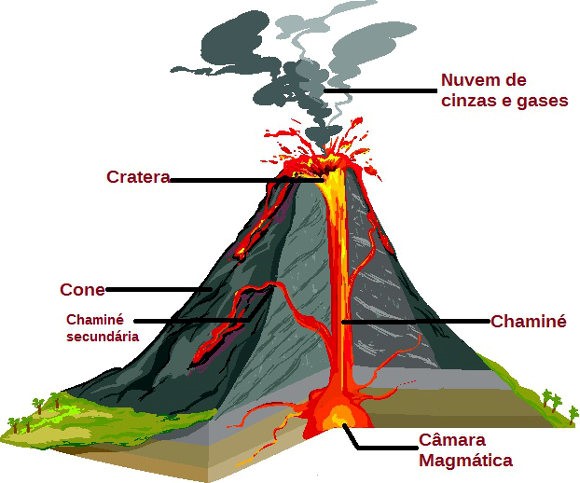 Nuvem de
cinzas e gases
Cratera
Cone
Chaminé
secundária
Chaminé
Câmara
Magmática